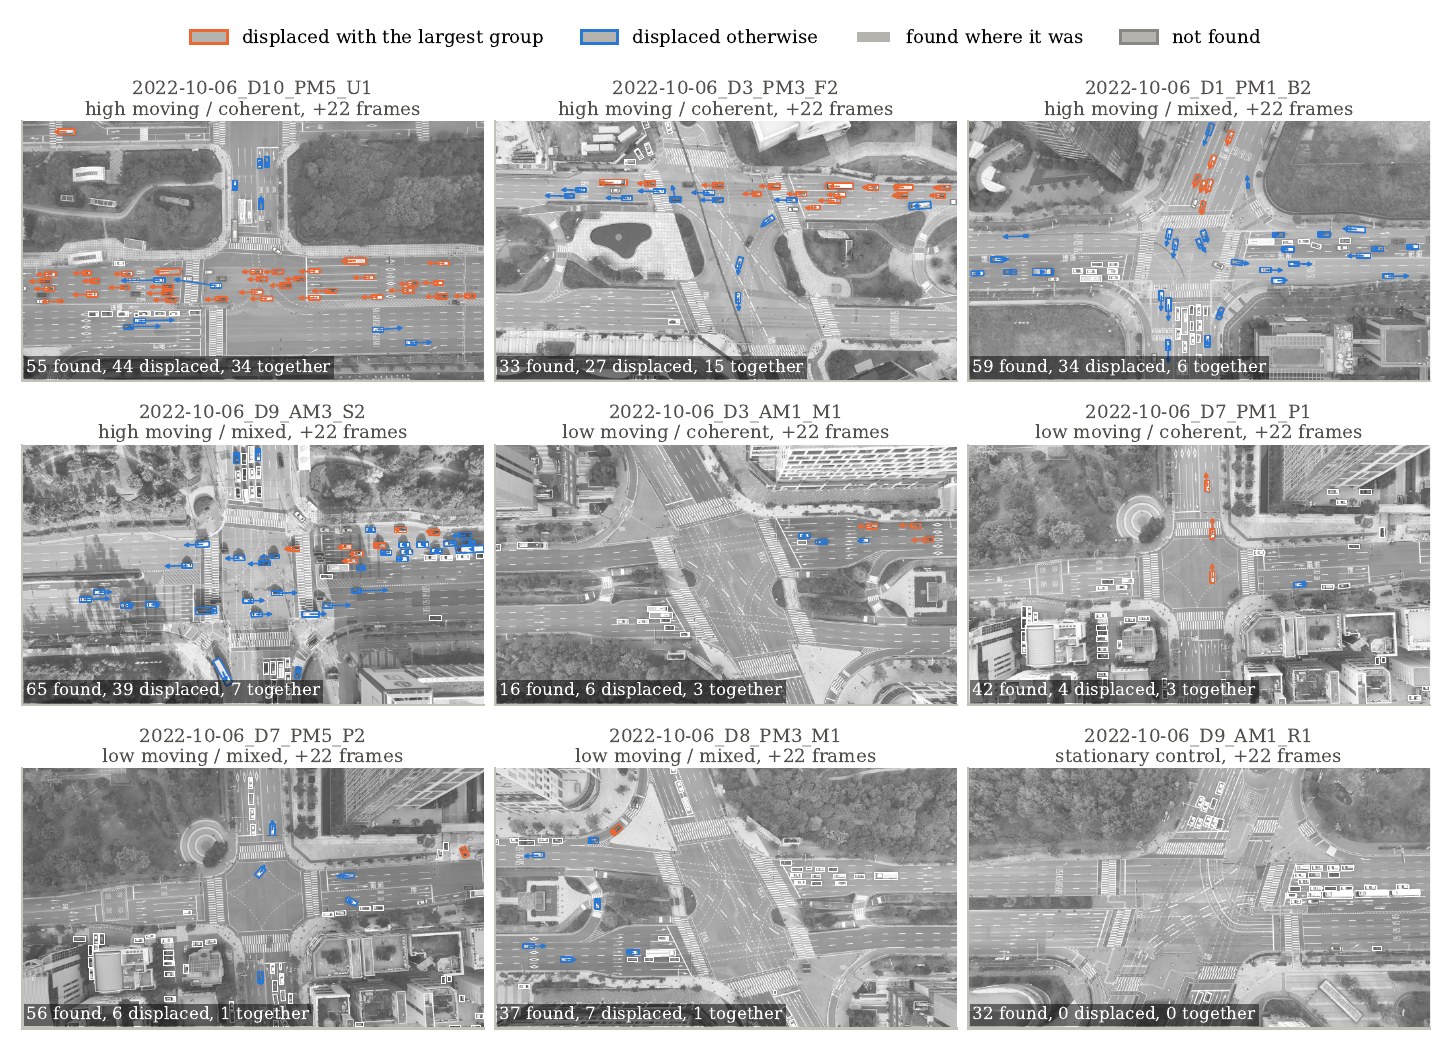 displaced with the largest group
displaced otherwise
found where it was
not found
2022-10-06_D10_PM5_U1
high moving / coherent, +22 frames
55 found, 44 displaced, 34 together
2022-10-06_D3_PM3_F2
high moving / coherent, +22 frames
33 found, 27 displaced, 15 together
2022-10-06_D1_PM1_B2
high moving / mixed, +22 frames
59 found, 34 displaced, 6 together
2022-10-06_D9_AM3_S2
high moving / mixed, +22 frames
65 found, 39 displaced, 7 together
2022-10-06_D3_AM1_M1
low moving / coherent, +22 frames
16 found, 6 displaced, 3 together
2022-10-06_D7_PM1_P1
low moving / coherent, +22 frames
42 found, 4 displaced, 3 together
2022-10-06_D7_PM5_P2
low moving / mixed, +22 frames
56 found, 6 displaced, 1 together
2022-10-06_D8_PM3_M1
low moving / mixed, +22 frames
37 found, 7 displaced, 1 together
2022-10-06_D9_AM1_R1
stationary control, +22 frames
32 found, 0 displaced, 0 together